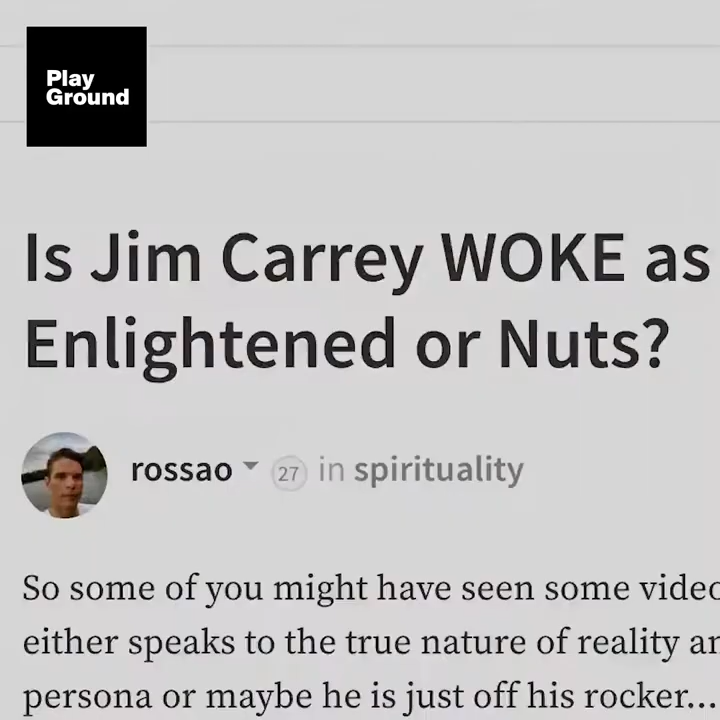 Play
Ground
Is Jim Carrey WOKE as
Enlightened or Nuts?
rossao 27 in spirituality
So some of you might have seen some video
either speaks to the true nature of reality an
persona or maybe he is just off his rocker...